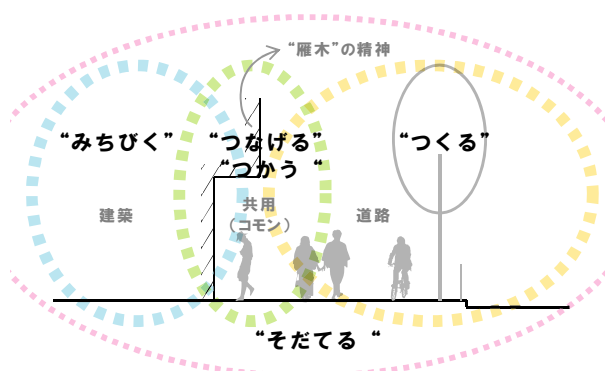 “雁木”の精神
“みちびく”
“つなげる”
“つかう “
“つくる”
建築
共用
（コモン）
道路
“そだてる “